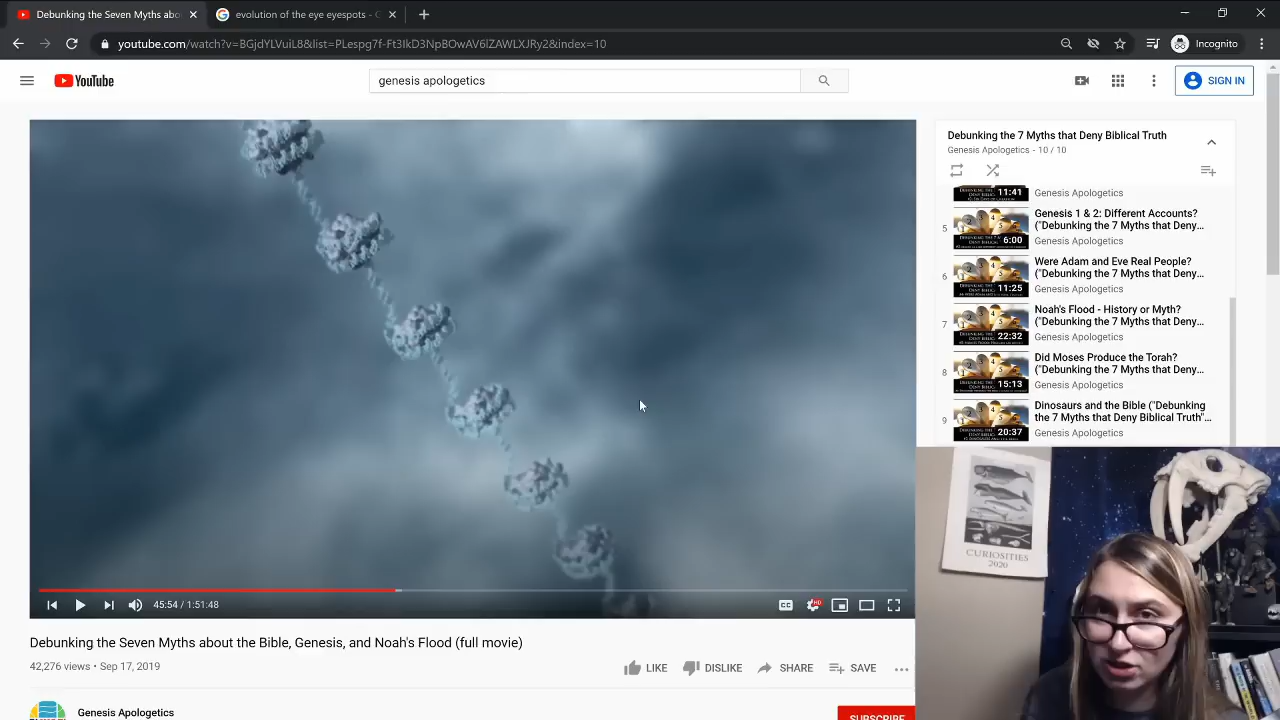 Debunking the Seven Myths abou
evolution of the eye eyespots - G
youtube.com/watch?v=BGjdYLVuiL8&list=PLespg7f-Ft3IkD3NpBOwAV6IZAWLXJRy2&index=10
Incognito
YouTube
genesis apologetics
SIGN IN
Debunking the 7 Myths that Deny Biblical Truth
Genesis Apologetics - 10 / 10
11:41
Genesis Apologetics
5
Genesis 1 & 2: Different Accounts?
("Debunking the 7 Myths that Deny...
6:00
Genesis Apologetics
6
Were Adam and Eve Real People?
("Debunking the 7 Myths that Deny...
11:25
Genesis Apologetics
7
Noah's Flood - History or Myth?
("Debunking the 7 Myths that Deny...
22:32
Genesis Apologetics
8
Did Moses Produce the Torah?
("Debunking the 7 Myths that Deny...
15:13
Genesis Apologetics
9
Dinosaurs and the Bible ("Debunking
the 7 Myths that Deny Biblical Truth"...
20:37
Genesis Apologetics
CURIOSITIES
2020
45:54 / 1:51:48
CC
HD
Debunking the Seven Myths about the Bible, Genesis, and Noah's Flood (full movie)
42,276 views • Sep 17, 2019
LIKE
DISLIKE
SHARE
SAVE
Genesis Apologetics
SUBSCRIBE